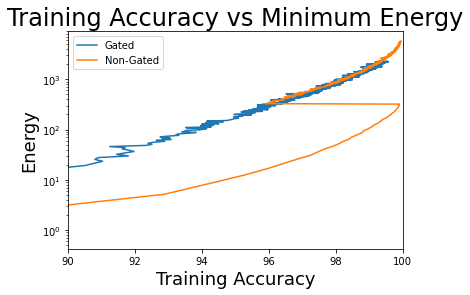 Training Accuracy vs Minimum Energy
Gated
Non-Gated
Energy
10³
10²
10¹
10⁰
90 92 94 96 98 100
Training Accuracy